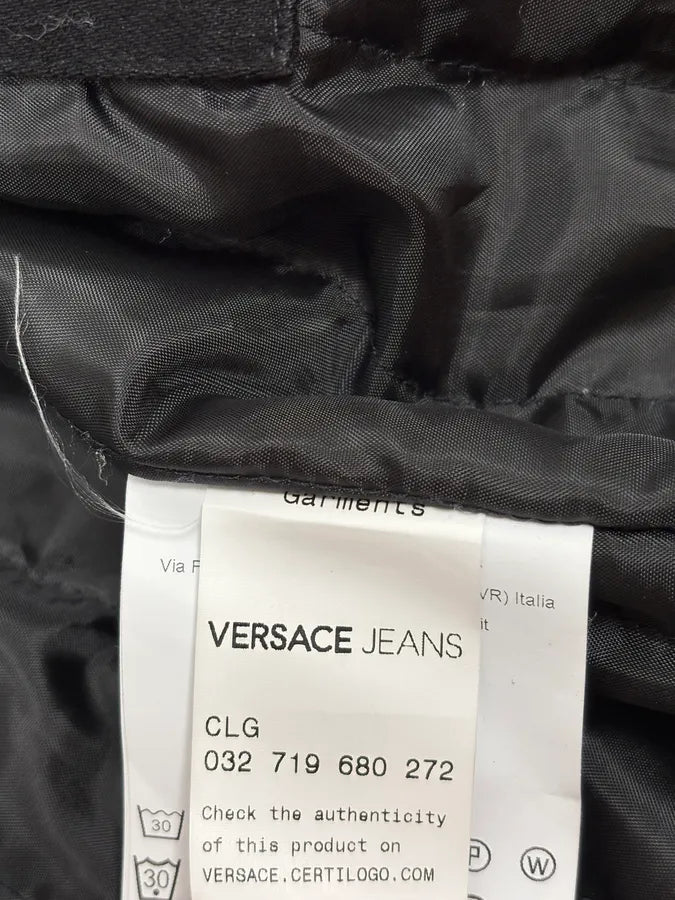 Garments
Via
VR) Italia
it
VERSACE JEANS
CLG
032 719 680 272
Check the authenticity
of this product on
VERSACE.CERTILOGO.COM
30
30
P
W